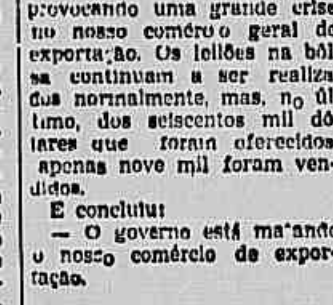 provocando uma grande crise
no nosso comércio geral de
exportação. Os leilões na bôl
sa continuam a ser realiza
dos normalmente, mas, no úl
timo, dos seiscentos mil dó
lares que foram oferecidos
apenas nove mil foram ven-
didos.
E concluiu:
— O governo está matando
o nosso comércio de expor-
tação.